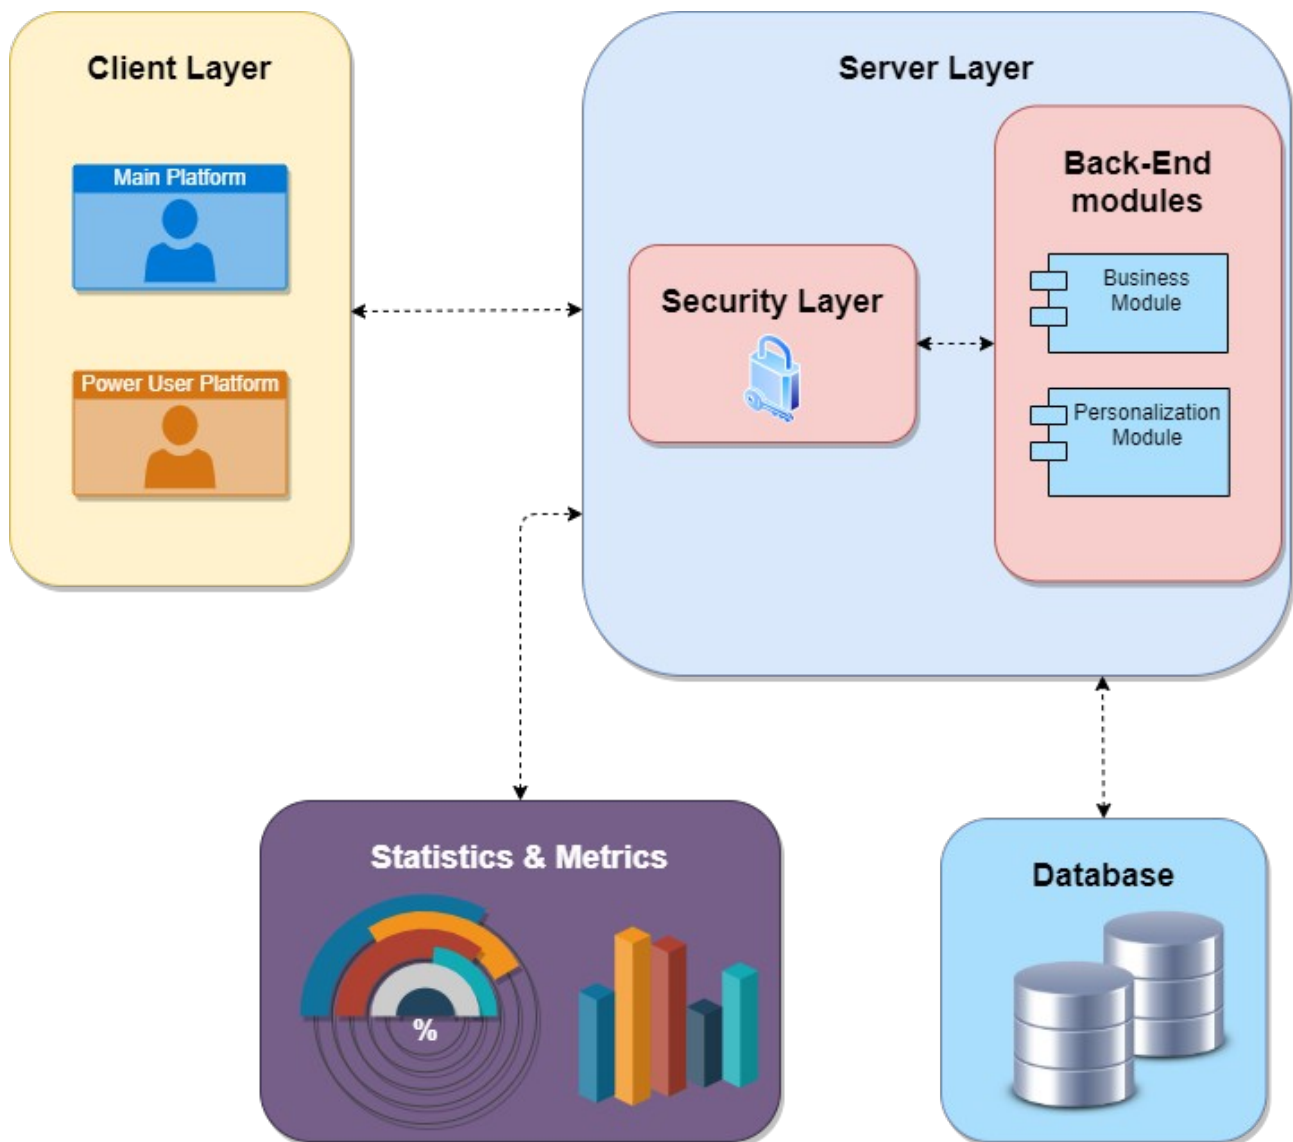 Client Layer
Main Platform
Power User Platform
Server Layer
Security Layer
Back-End
modules
Business
Module
Personalization
Module
Statistics & Metrics
%
Database